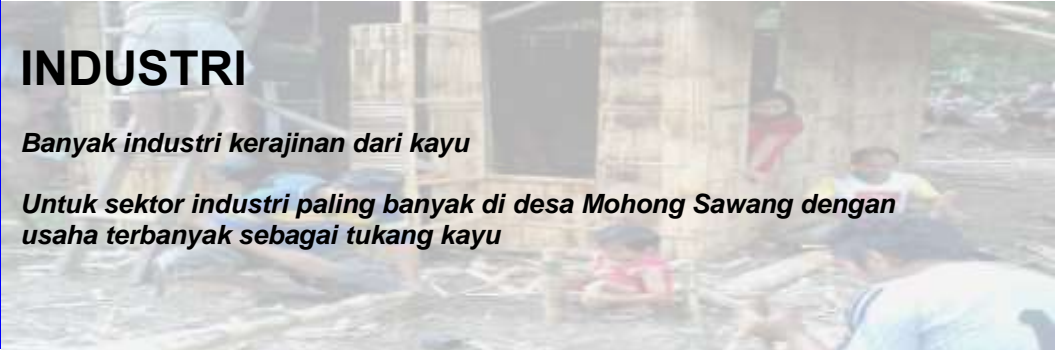 INDUSTRI
Banyak industri kerajinan dari kayu
Untuk sektor industri paling banyak di desa Mohong Sawang dengan
usaha terbanyak sebagai tukang kayu